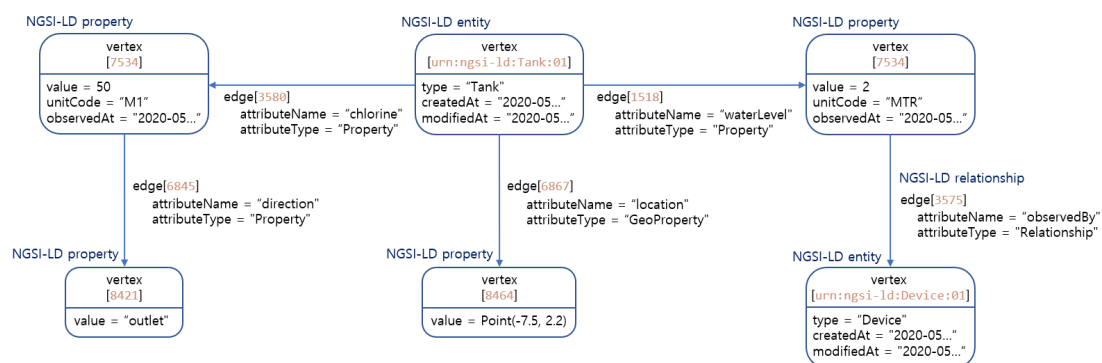 NGSI-LD property
vertex
[7534]
value = 50
unitCode = “M1”
observedAt = "2020-05…“
NGSI-LD entity
vertex
[urn:ngsi-ld:Tank:01]
type = “Tank”
createdAt = "2020-05…“
modifiedAt = "2020-05…“
NGSI-LD property
vertex
[7534]
value = 2
unitCode = “MTR”
observedAt = "2020-05…“
edge[3580]
attributeName = “chlorine”
attributeType = “Property”
edge[1518]
attributeName = “waterLevel”
attributeType = “Property”
edge[6845]
attributeName = “direction”
attributeType = “Property”
edge[6867]
attributeName = “location”
attributeType = “GeoProperty”
NGSI-LD relationship
edge[3575]
attributeName = “observedBy”
attributeType = “Relationship”
NGSI-LD property
vertex
[8421]
value = “outlet”
NGSI-LD property
vertex
[8464]
value = Point(-7.5, 2.2)
NGSI-LD entity
vertex
[urn:ngsi-ld:Device:01]
type = “Device”
createdAt = "2020-05…“
modifiedAt = "2020-05…“